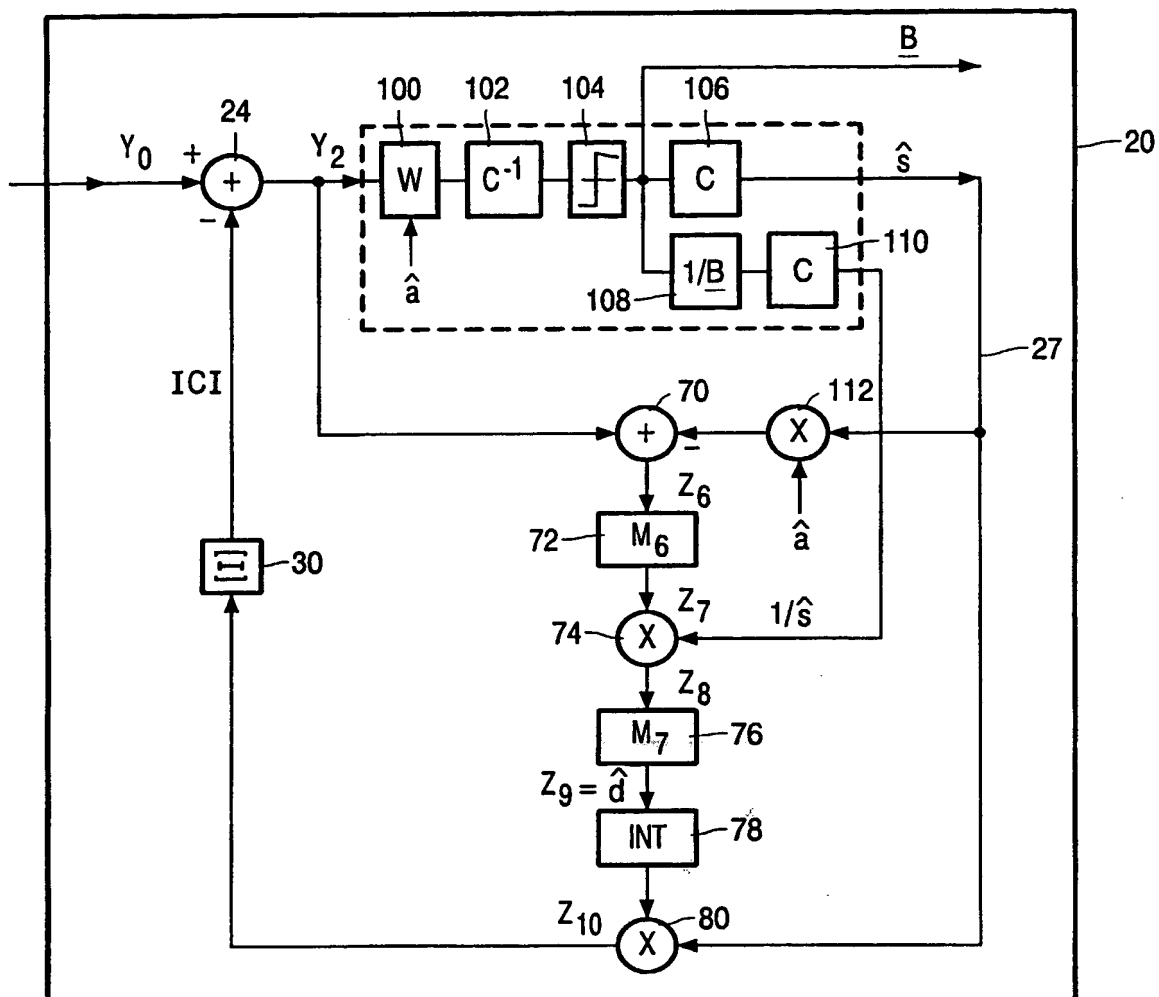 B
100 102 104 106
24
20
Y0 + Y2 ŝ
+ W C⁻¹ C
−
110
â 1/B C
108
27
ICI 70 112
+ X
−
Z6
â
72 M6
Ξ 30
Z7 1/ŝ
74 X
Z8
M7 76
Z9 = d̂
INT 78
Z10 80
X